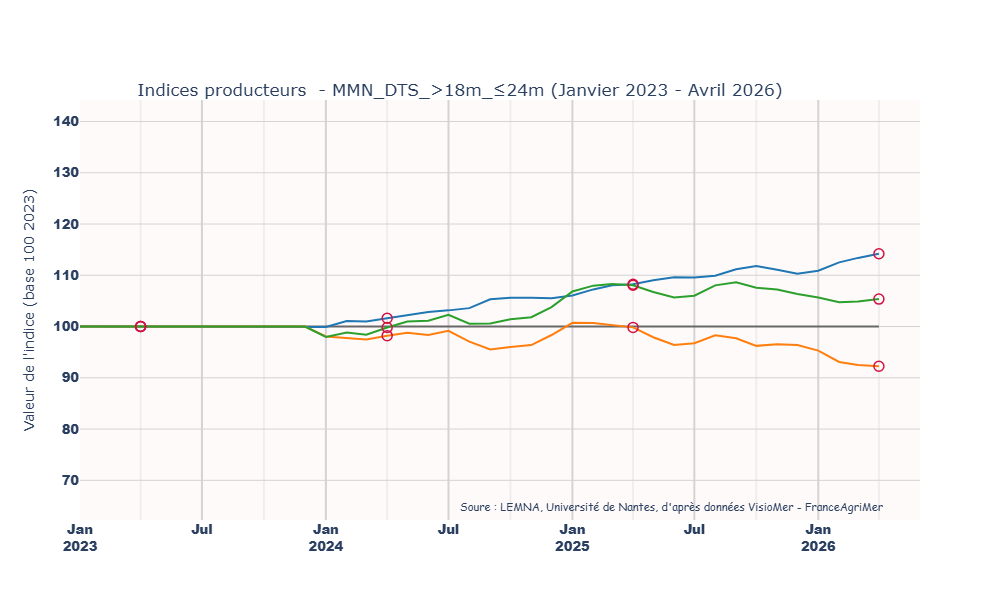 Indices producteurs - MMN_DTS_>18m_≤24m (Janvier 2023 - Avril 2026)
Valeur de l'indice (base 100 2023)
140
130
120
110
100
90
80
70
Soure : LEMNA, Université de Nantes, d'après données VisioMer - FranceAgriMer
Jan
2023
Jul
Jan
2024
Jul
Jan
2025
Jul
Jan
2026